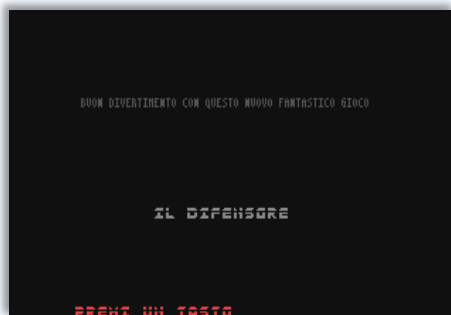 BUON DIVERTIMENTO CON QUESTO NUOVO FANTASTICO GIOCO
IL DIFENSORE
PREMI UN TASTO